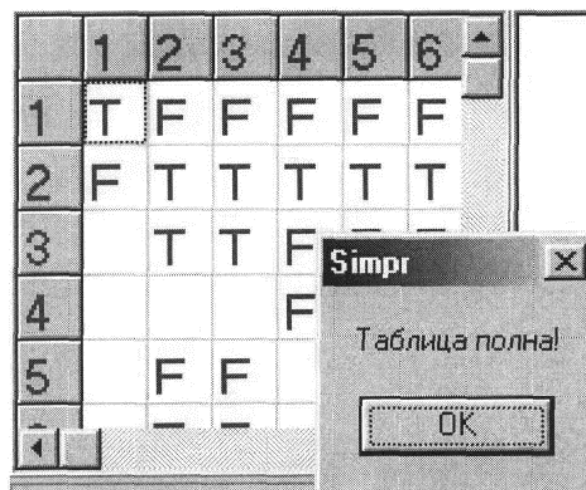 1 2 3 4 5 6
1 T F F F F F
2 F T T T T T
3 T T F
4 F
5 F F
Simpr
Таблица полна!
OK